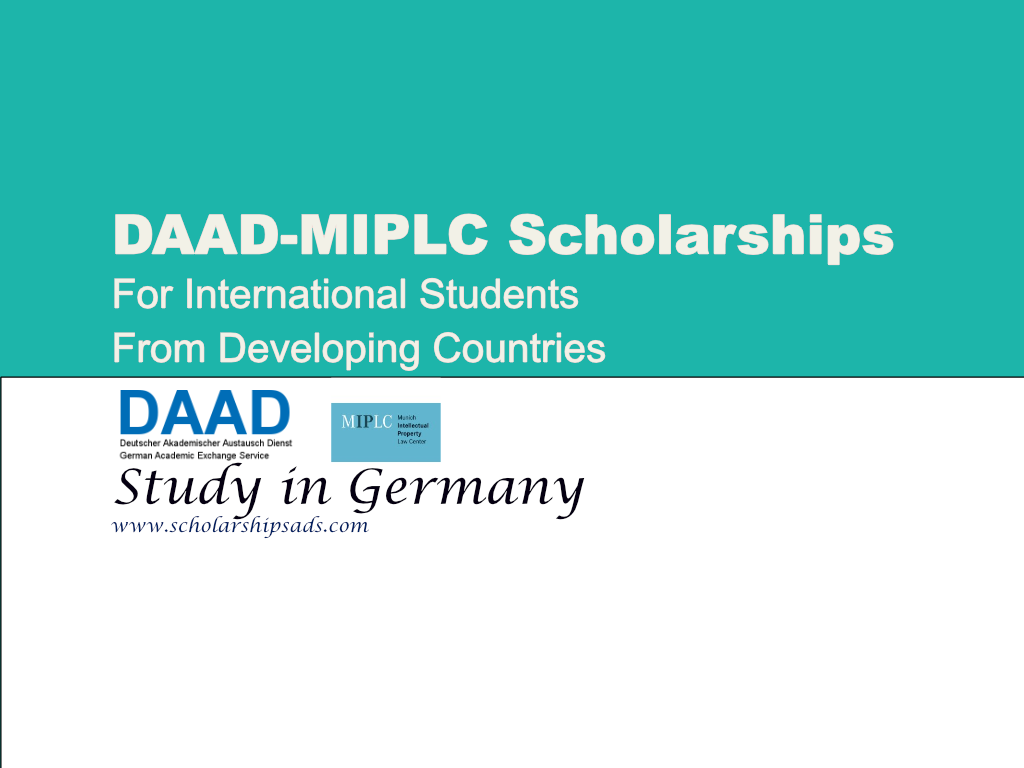 DAAD-MIPLC Scholarships
For International Students
From Developing Countries
DAAD
Deutscher Akademischer Austausch Dienst
German Academic Exchange Service
MIPLC
Munich
Intellectual
Property
Law Center
Study in Germany
www.scholarshipsads.com